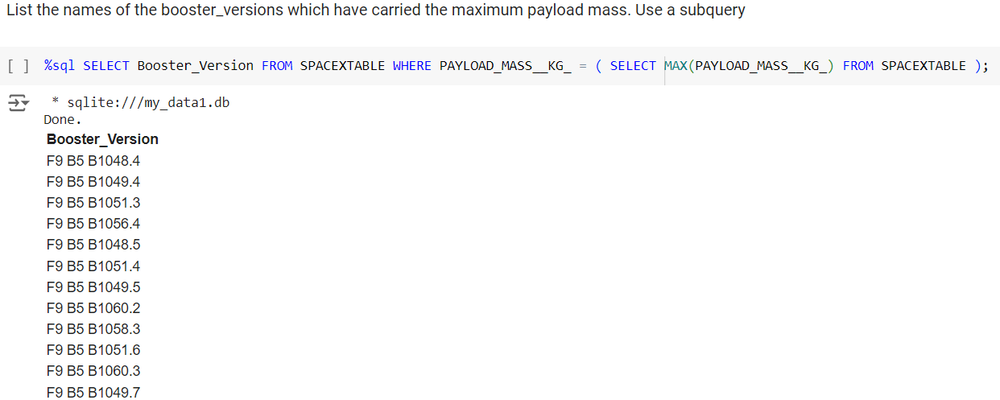 List the names of the booster_versions which have carried the maximum payload mass. Use a subquery
[ ] %sql SELECT Booster_Version FROM SPACEXTABLE WHERE PAYLOAD_MASS__KG_ = ( SELECT MAX(PAYLOAD_MASS__KG_) FROM SPACEXTABLE );
* sqlite:///my_data1.db
Done.
Booster_Version
F9 B5 B1048.4
F9 B5 B1049.4
F9 B5 B1051.3
F9 B5 B1056.4
F9 B5 B1048.5
F9 B5 B1051.4
F9 B5 B1049.5
F9 B5 B1060.2
F9 B5 B1058.3
F9 B5 B1051.6
F9 B5 B1060.3
F9 B5 B1049.7